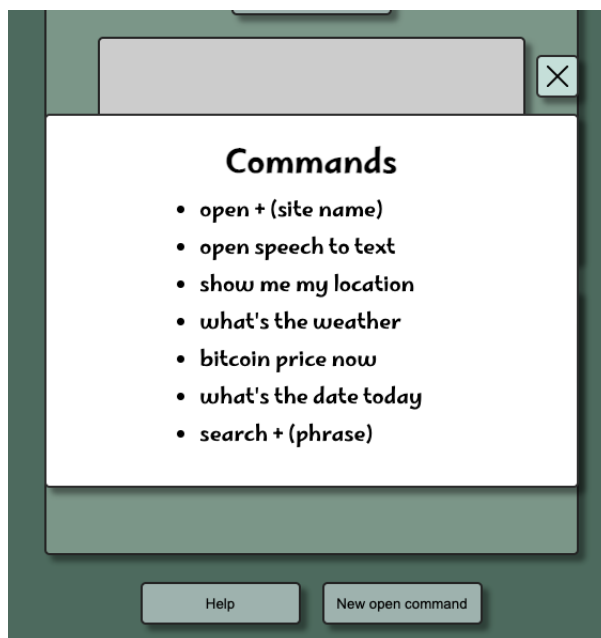 Commands
open + (site name)
open speech to text
show me my location
what's the weather
bitcoin price now
what's the date today
search + (phrase)
Help
New open command